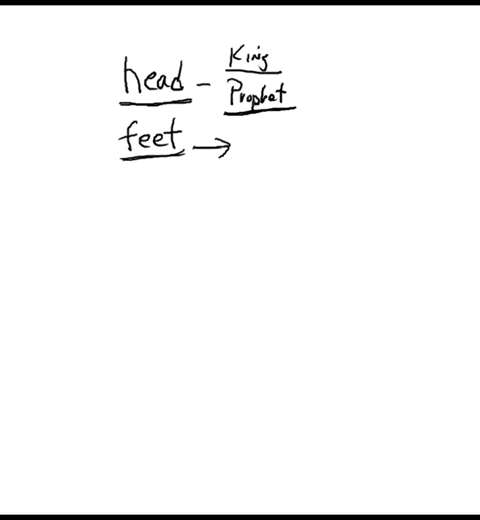 head - King
Prophet
feet →